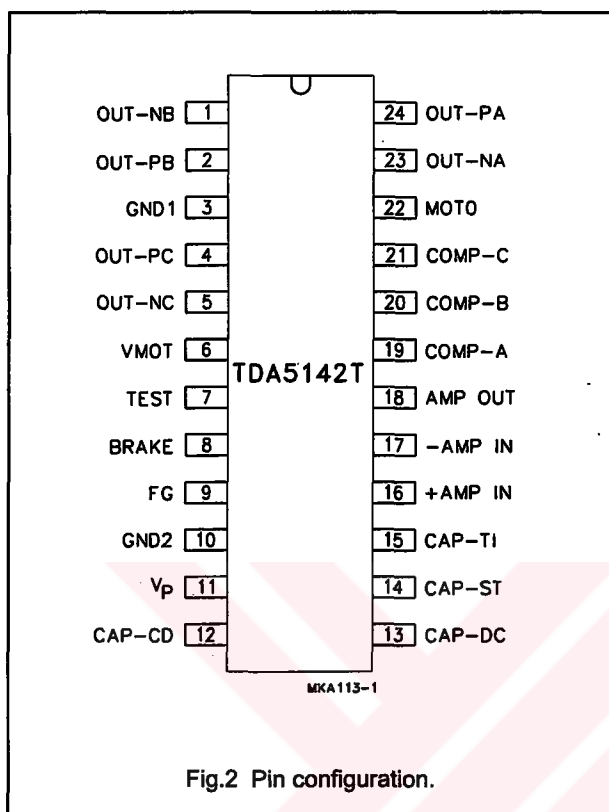 OUT-NB 1 24 OUT-PA
OUT-PB 2 23 OUT-NA
GND1 3 22 MOT0
OUT-PC 4 21 COMP-C
OUT-NC 5 20 COMP-B
VMOT 6 19 COMP-A
TDA5142T
TEST 7 18 AMP OUT
BRAKE 8 17 -AMP IN
FG 9 16 +AMP IN
GND2 10 15 CAP-TI
VP 11 14 CAP-ST
CAP-CD 12 13 CAP-DC
MKA113-1
Fig.2 Pin configuration.